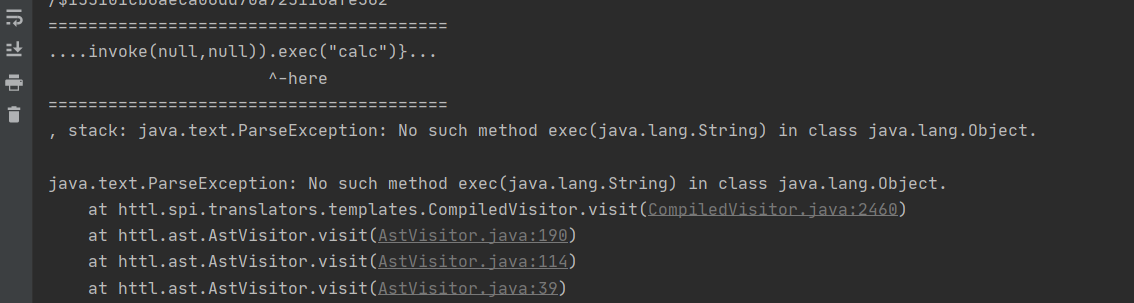 ========================================
....invoke(null,null)).exec("calc")}...
^-here
========================================
, stack: java.text.ParseException: No such method exec(java.lang.String) in class java.lang.Object.
java.text.ParseException: No such method exec(java.lang.String) in class java.lang.Object.
at httl.spi.translators.templates.CompiledVisitor.visit(CompiledVisitor.java:2460)
at httl.ast.AstVisitor.visit(AstVisitor.java:190)
at httl.ast.AstVisitor.visit(AstVisitor.java:114)
at httl.ast.AstVisitor.visit(AstVisitor.java:39)